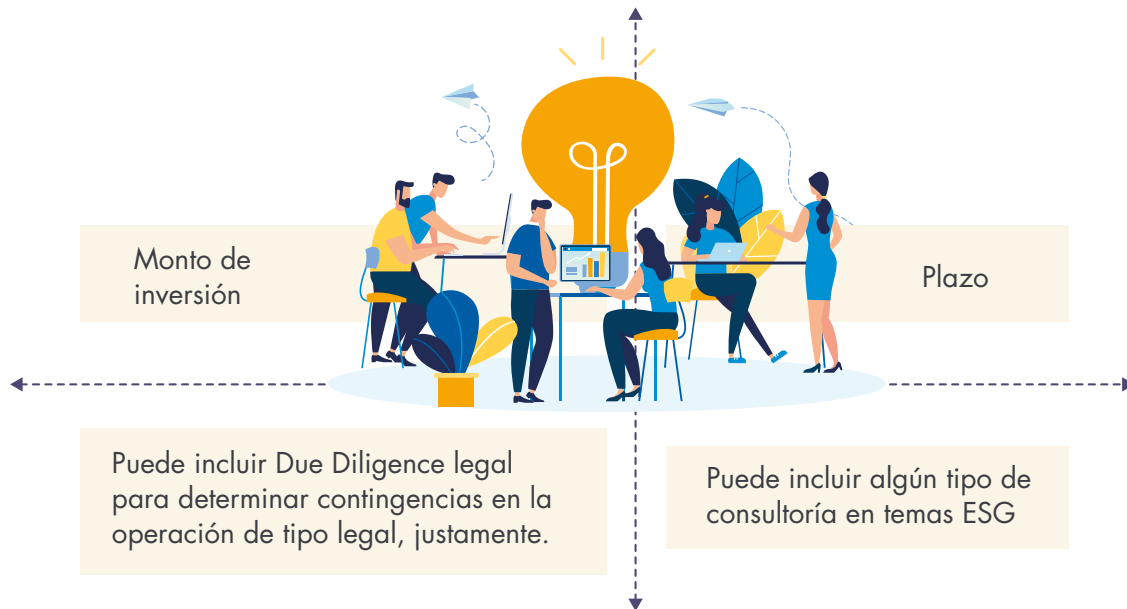 Monto de
inversión
Plazo
Puede incluir Due Diligence legal
para determinar contingencias en la
operación de tipo legal, justamente.
Puede incluir algún tipo de
consultoría en temas ESG